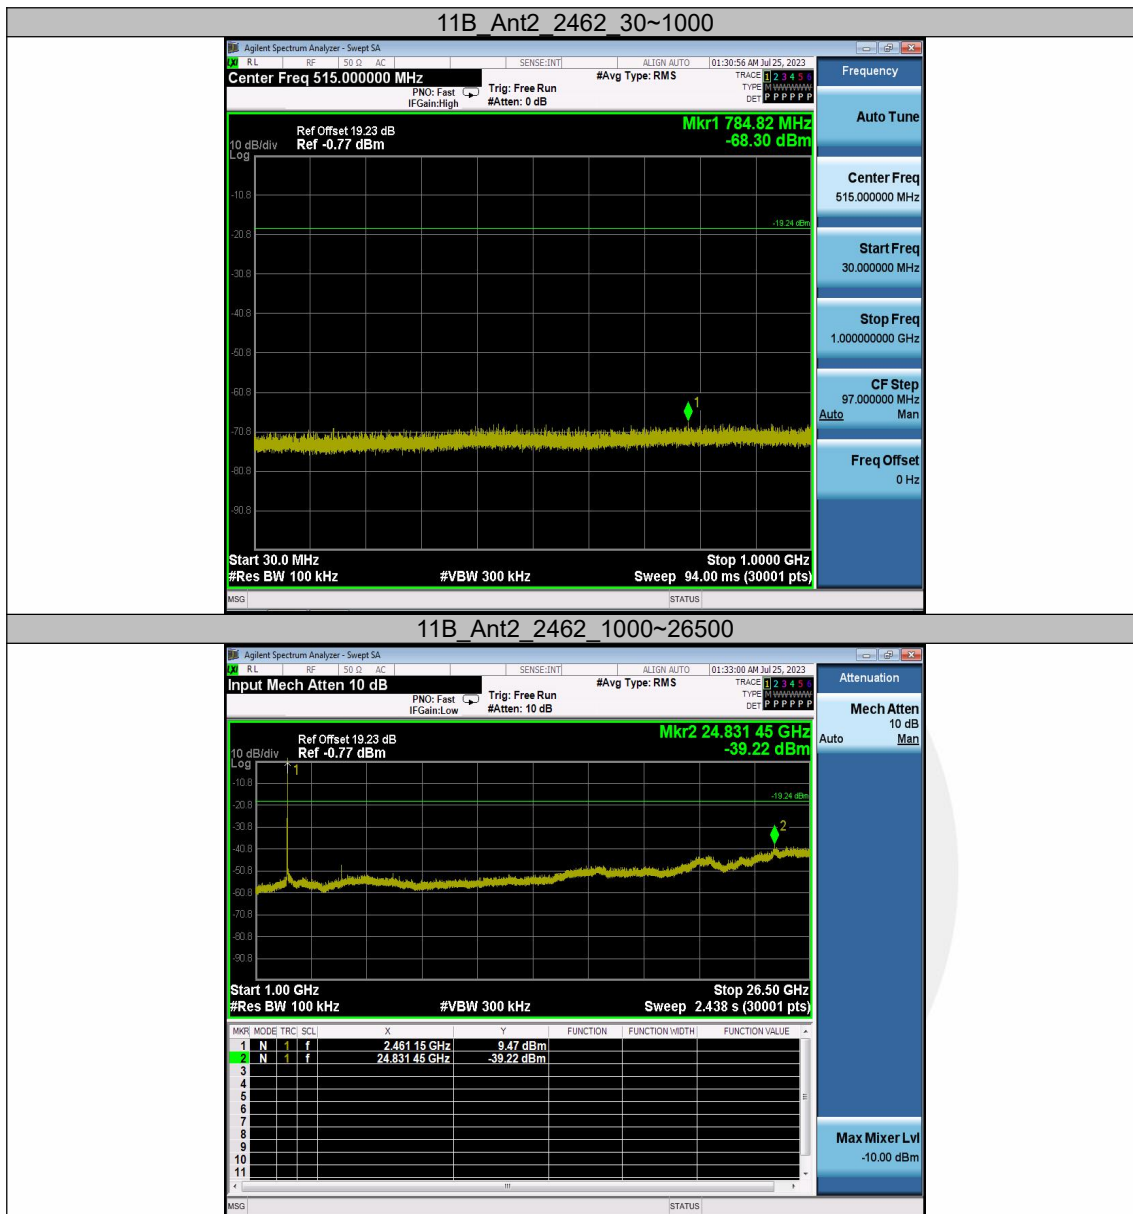 11B_Ant2_2462_30~1000
Agilent Spectrum Analyzer - Swept SA
RL RF 50 Ω AC SENSE:INT ALIGN AUTO 01:30:56 AM Jul 25, 2023
Center Freq 515.000000 MHz #Avg Type: RMS TRACE 1 2 3 4 5 6
PNO: Fast Trig: Free Run TYPE M WWWWW
IFGain:High #Atten: 0 dB DET P P P P P P
Frequency
Auto Tune
Center Freq
515.000000 MHz
Start Freq
30.000000 MHz
Stop Freq
1.000000000 GHz
CF Step
97.000000 MHz
Auto Man
Freq Offset
0 Hz
Mkr1 784.82 MHz
-68.30 dBm
Ref Offset 19.23 dB
10 dB/div Ref -0.77 dBm
Log
-10.8
-19.24 dBm
-20.8
-30.8
-40.8
-50.8
-60.8
1
-70.8
-80.8
-90.8
Start 30.0 MHz Stop 1.0000 GHz
#Res BW 100 kHz #VBW 300 kHz Sweep 94.00 ms (30001 pts)
MSG STATUS
11B_Ant2_2462_1000~26500
Agilent Spectrum Analyzer - Swept SA
RL RF 50 Ω AC SENSE:INT ALIGN AUTO 01:33:00 AM Jul 25, 2023
Input Mech Atten 10 dB #Avg Type: RMS TRACE 1 2 3 4 5 6
PNO: Fast Trig: Free Run TYPE M WWWWW
IFGain:Low #Atten: 10 dB DET P P P P P P
Attenuation
Mech Atten
10 dB
Auto Man
Max Mixer Lvl
-10.00 dBm
Mkr2 24.831 45 GHz
-39.22 dBm
Ref Offset 19.23 dB
10 dB/div Ref -0.77 dBm
Log
1
-10.8
-19.24 dBm
-20.8
-30.8
2
-40.8
-50.8
-60.8
-70.8
-80.8
-90.8
Start 1.00 GHz Stop 26.50 GHz
#Res BW 100 kHz #VBW 300 kHz Sweep 2.438 s (30001 pts)
MKR MODE TRC SCL X Y FUNCTION FUNCTION WIDTH FUNCTION VALUE
1 N 1 f 2.461 15 GHz 9.47 dBm
2 N 1 f 24.831 45 GHz -39.22 dBm
3
4
5
6
7
8
9
10
11
MSG STATUS